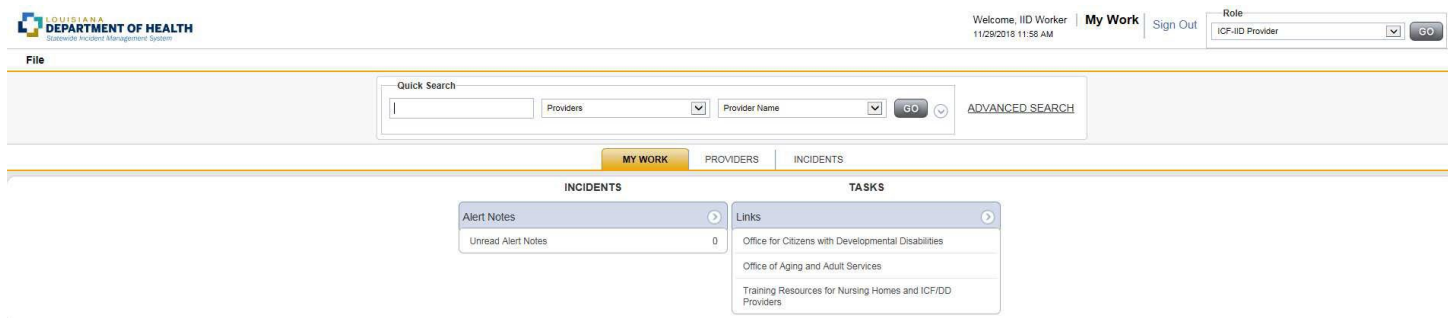 LOUISIANA
DEPARTMENT OF HEALTH
Statewide Incident Management System
Welcome, IID Worker
11/29/2018 11:58 AM
My Work
Sign Out
Role
ICF-IID Provider
GO
File
Quick Search
Providers
Provider Name
GO
ADVANCED SEARCH
MY WORK
PROVIDERS
INCIDENTS
INCIDENTS
Alert Notes
Unread Alert Notes 0
TASKS
Links
Office for Citizens with Developmental Disabilities
Office of Aging and Adult Services
Training Resources for Nursing Homes and ICF/DD
Providers